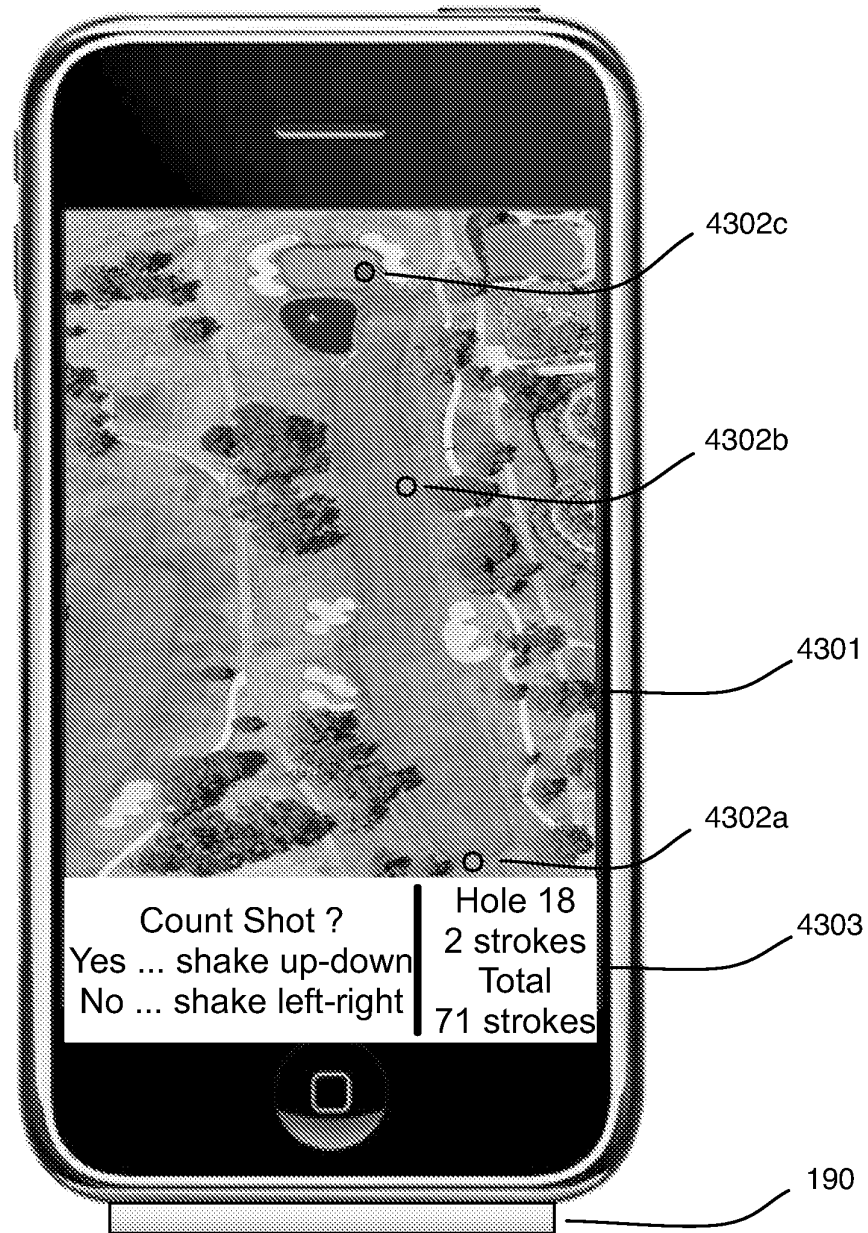 4302c
4302b
4301
4302a
Count Shot ?
Yes ... shake up-down
No ... shake left-right
Hole 18
2 strokes
Total
71 strokes
4303
190